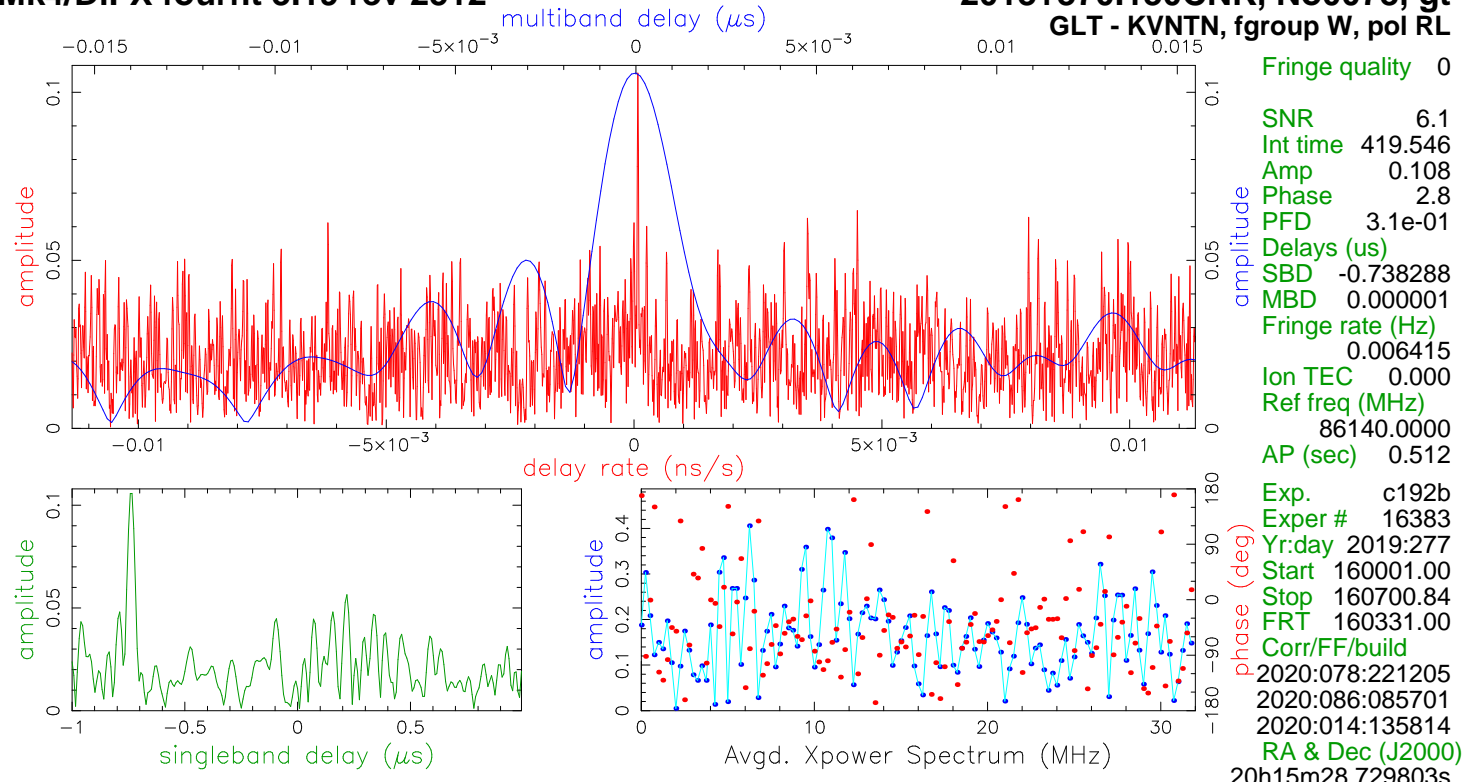 multiband delay (μs)
GLT - KVNTN, fgroup W, pol RL
−0.015 −0.01 −5×10⁻³ 0 5×10⁻³ 0.01 0.015
amplitude
0 0.05 0.1
amplitude
0 0.05 0.1
−0.01 −5×10⁻³ 0 5×10⁻³ 0.01
delay rate (ns/s)
Fringe quality 0
SNR 6.1
Int time 419.546
Amp 0.108
Phase 2.8
PFD 3.1e-01
Delays (us)
SBD -0.738288
MBD 0.000001
Fringe rate (Hz)
0.006415
Ion TEC 0.000
Ref freq (MHz)
86140.0000
AP (sec) 0.512
Exp. c192b
Exper # 16383
Yr:day 2019:277
Start 160001.00
Stop 160700.84
FRT 160331.00
Corr/FF/build
2020:078:221205
2020:086:085701
2020:014:135814
RA & Dec (J2000)
20h15m28.729803s
amplitude
0 0.05 0.1
−1 −0.5 0 0.5
singleband delay (μs)
amplitude
0 0.1 0.2 0.3 0.4
phase (deg)
−180 −90 0 90 180
0 10 20 30
Avgd. Xpower Spectrum (MHz)